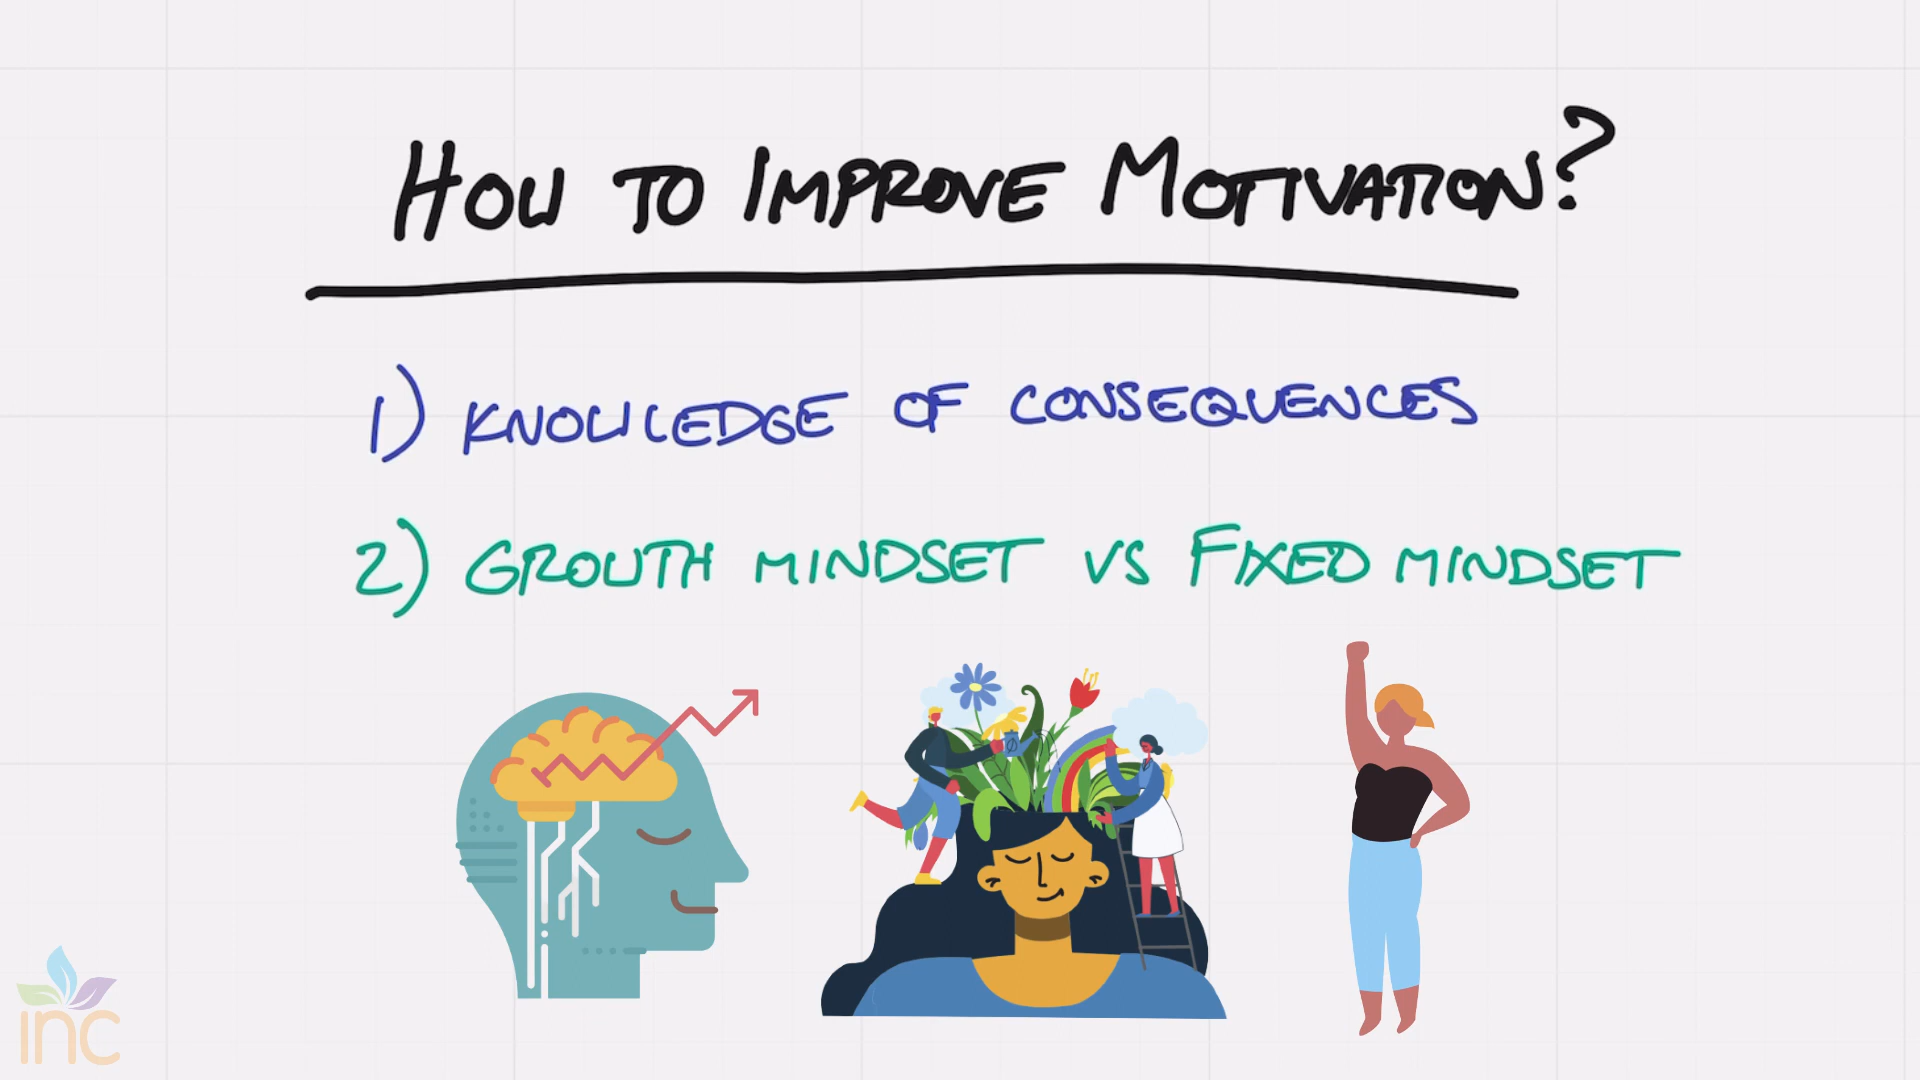 HOW TO IMPROVE MOTIVATION?
1) KNOWLEDGE OF CONSEQUENCES
2) GROWTH MINDSET VS FIXED MINDSET
inc